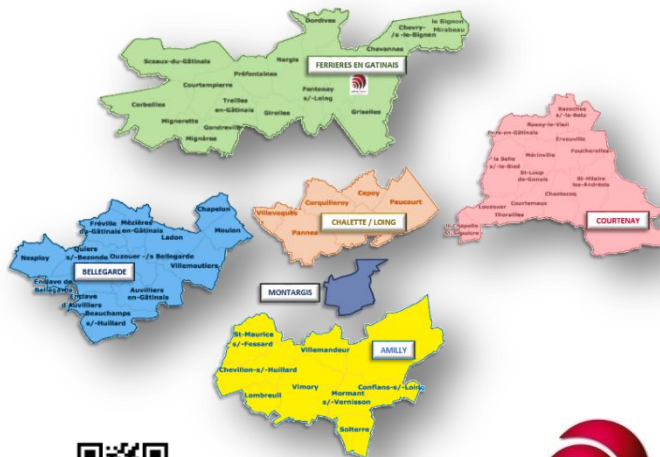 Dordives
Chevry-
/s-le-Bignon
le Bignon
Mirabeau
Chevannes
Sceaux-du-Gâtinais
Nargis
FERRIERES EN GATINAIS
Préfontaines
Courtempierre
Fontenay
s/-Loing
Corbeilles
Treilles
en-Gâtinais
Girolles
Griselles
Mignerette
Gondreville
Mignères
Bazoches
s/-le-Betz
Rozoy-le-Vieil
Pers-en-Gâtinais
Ervauville
Foucherolles
Mérinville
la Selle
s/-le-Bied
St-Loup
de-Gonois
St-Hilaire
les-Andrésis
Chantecoq
Louzouer
Courtemaux
Thorailles
la Chapelle
COURTENAY
Cepoy
Paucourt
Corquilleroy
Villevoques
CHALETTE / LOING
Pannes
Chapelon
Fréville
du-Gâtinais
Mézières
en-Gâtinais
Moulon
Ladon
Quiers
s/-Bezonde
Ouzouer -/s Bellegarde
Nesploy
Villemoutiers
BELLEGARDE
Enclave de
Bellegarde
Enclave
d'Auvilliers
Auvilliers
en-Gâtinais
Beauchamps
s/-Huillard
MONTARGIS
St-Maurice
s/-Fessard
Villemandeur
AMILLY
Chevillon-s/-Huillard
Vimory
Conflans-s/-Loing
Lombreuil
Mormant
s/-Vernisson
Solterre